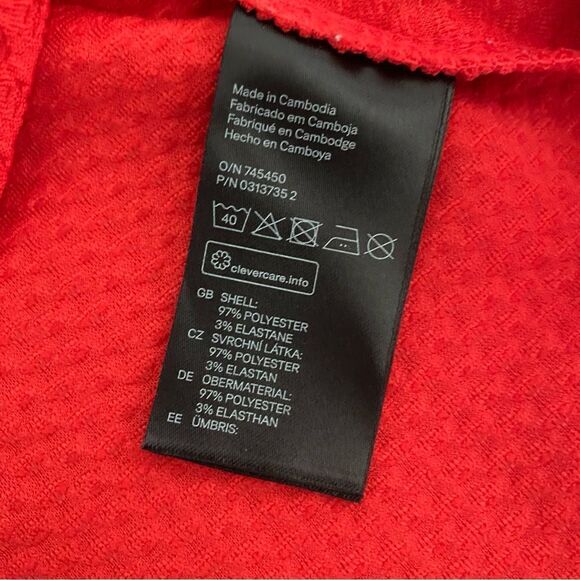 Made in Cambodia
Fabricado em Camboja
Fabriqué en Cambodge
Hecho en Camboya
O/N 745450
P/N 0313735 2
40
clevercare.info
GB SHELL:
97% POLYESTER
3% ELASTANE
CZ SVRCHNÍ LÁTKA:
97% POLYESTER
3% ELASTAN
DE OBERMATERIAL:
97% POLYESTER
3% ELASTHAN
EE ÜMBRIS: